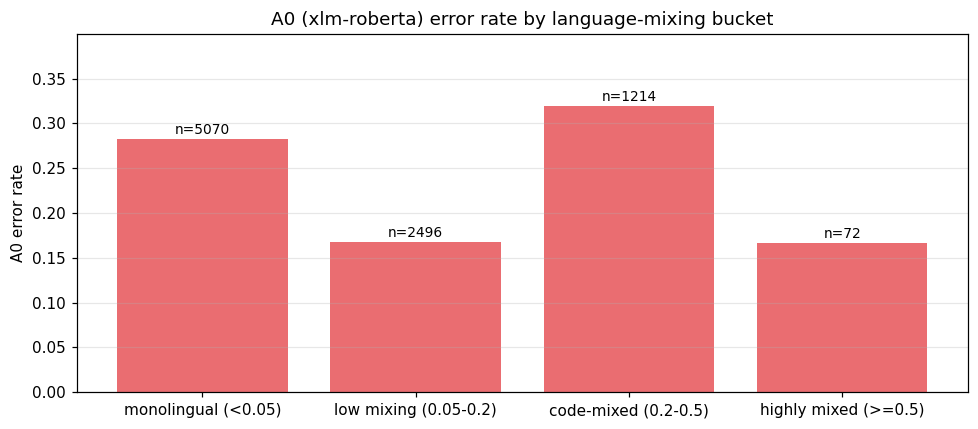 A0 (xlm-roberta) error rate by language-mixing bucket
A0 error rate
0.35
0.30
0.25
0.20
0.15
0.10
0.05
0.00
n=5070
n=2496
n=1214
n=72
monolingual (<0.05)
low mixing (0.05-0.2)
code-mixed (0.2-0.5)
highly mixed (>=0.5)